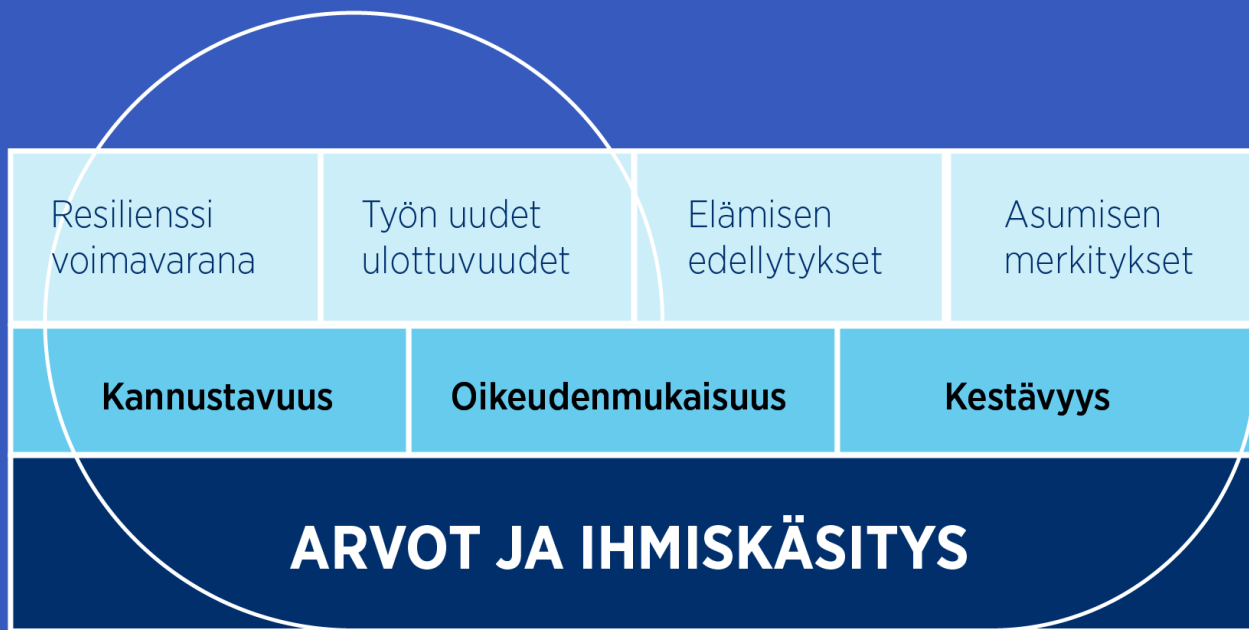 Resilienssi
voimavarana
Työn uudet
ulottuvuudet
Elämisen
edellytykset
Asumisen
merkitykset
Kannustavuus
Oikeudenmukaisuus
Kestävyys
ARVOT JA IHMISKÄSITYS